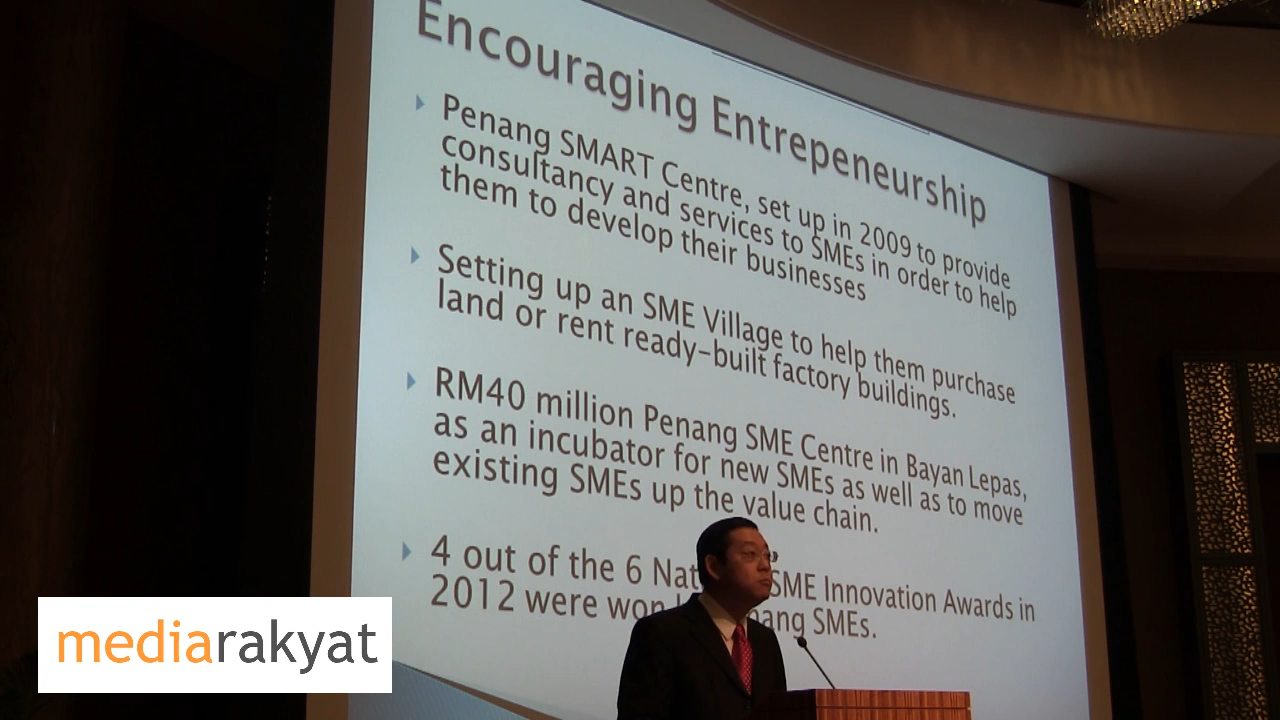 Encouraging Entrepeneurship
Penang SMART Centre, set up in 2009 to provide
consultancy and services to SMEs in order to help
them to develop their businesses
Setting up an SME Village to help them purchase
land or rent ready-built factory buildings.
RM40 million Penang SME Centre in Bayan Lepas,
as an incubator for new SMEs as well as to move
existing SMEs up the value chain.
4 out of the 6 SME Innovation Awards in
2012 were won SMEs.
mediarakyat